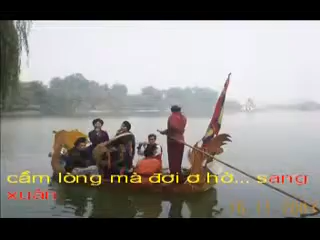 cầm lòng mà đợi ơ hờ... sang
xuân